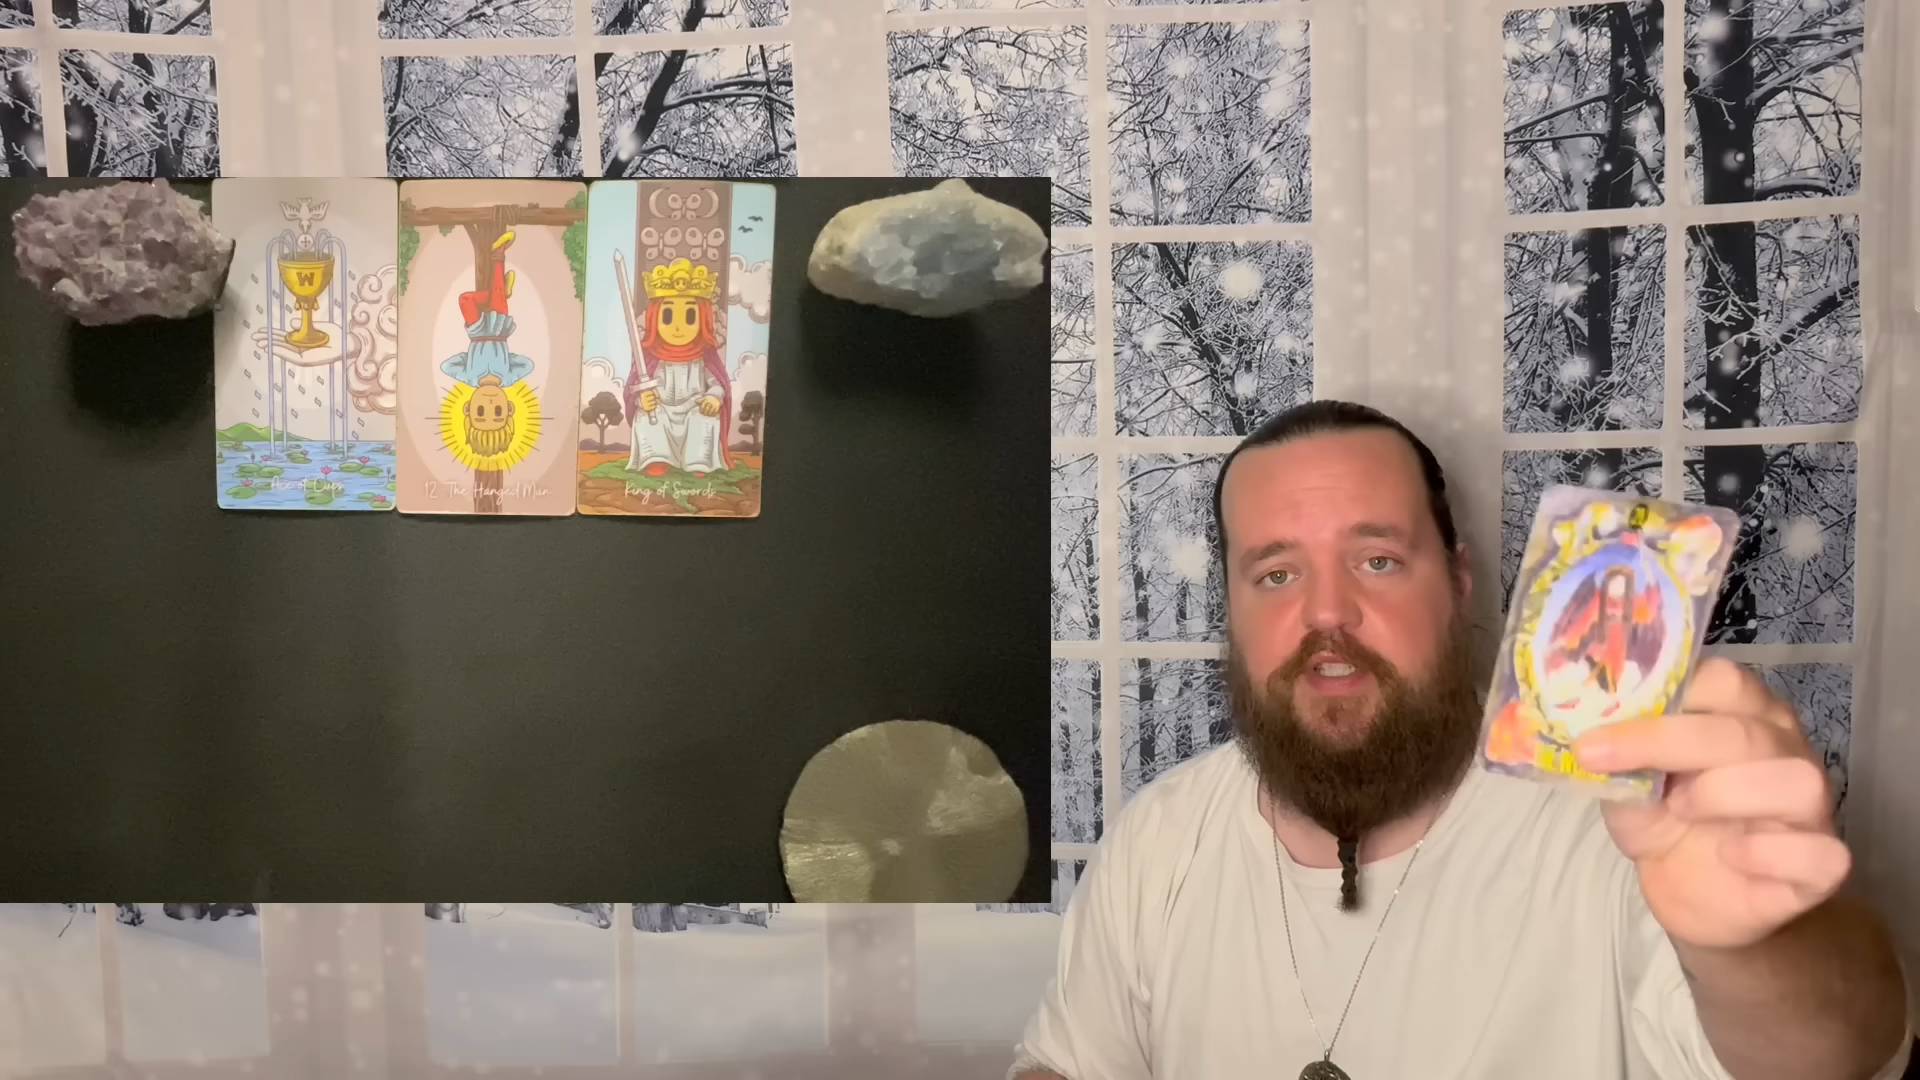 W
Ace of Cups
12. The Hanged Man
King of Swords